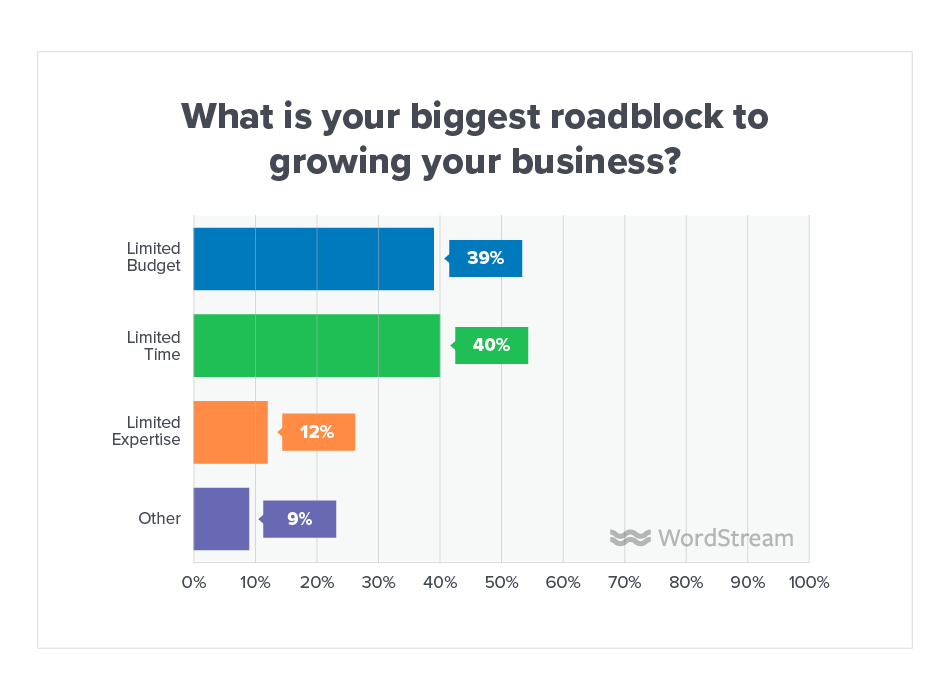 What is your biggest roadblock to
growing your business?
Limited
Budget
39%
Limited
Time
40%
Limited
Expertise
12%
Other
9%
WordStream
0% 10% 20% 30% 40% 50% 60% 70% 80% 90% 100%